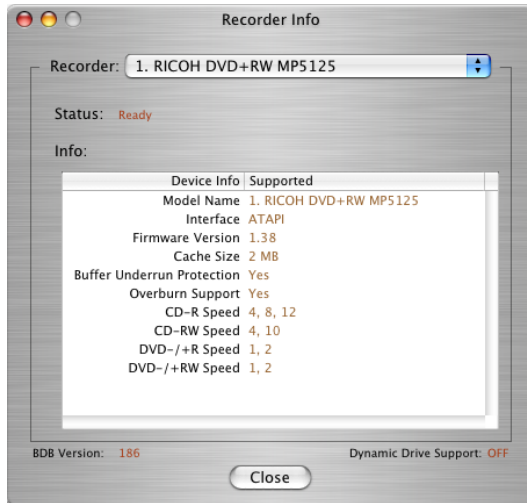 Recorder Info
Recorder: 1. RICOH DVD+RW MP5125
Status: Ready
Info:
Device Info Supported
Model Name 1. RICOH DVD+RW MP5125
Interface ATAPI
Firmware Version 1.38
Cache Size 2 MB
Buffer Underrun Protection Yes
Overburn Support Yes
CD-R Speed 4, 8, 12
CD-RW Speed 4, 10
DVD-/+R Speed 1, 2
DVD-/+RW Speed 1, 2
BDB Version: 186 Dynamic Drive Support: OFF
Close